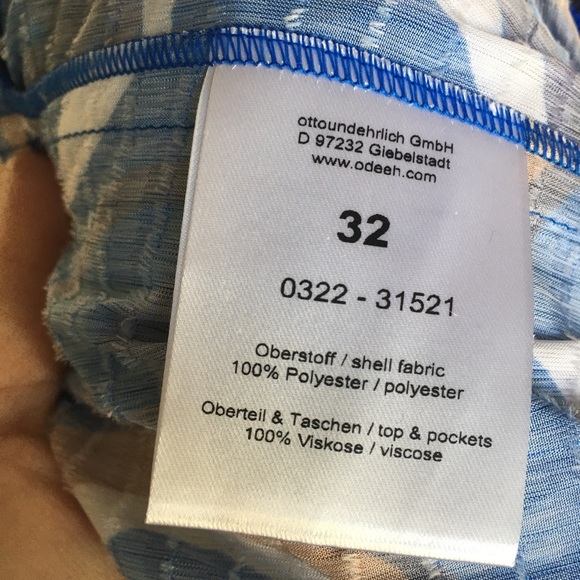 ottoundehrlich GmbH
D 97232 Giebelstadt
www.odeeh.com
32
0322 - 31521
Oberstoff / shell fabric
100% Polyester / polyester
Oberteil & Taschen / top & pockets
100% Viskose / viscose